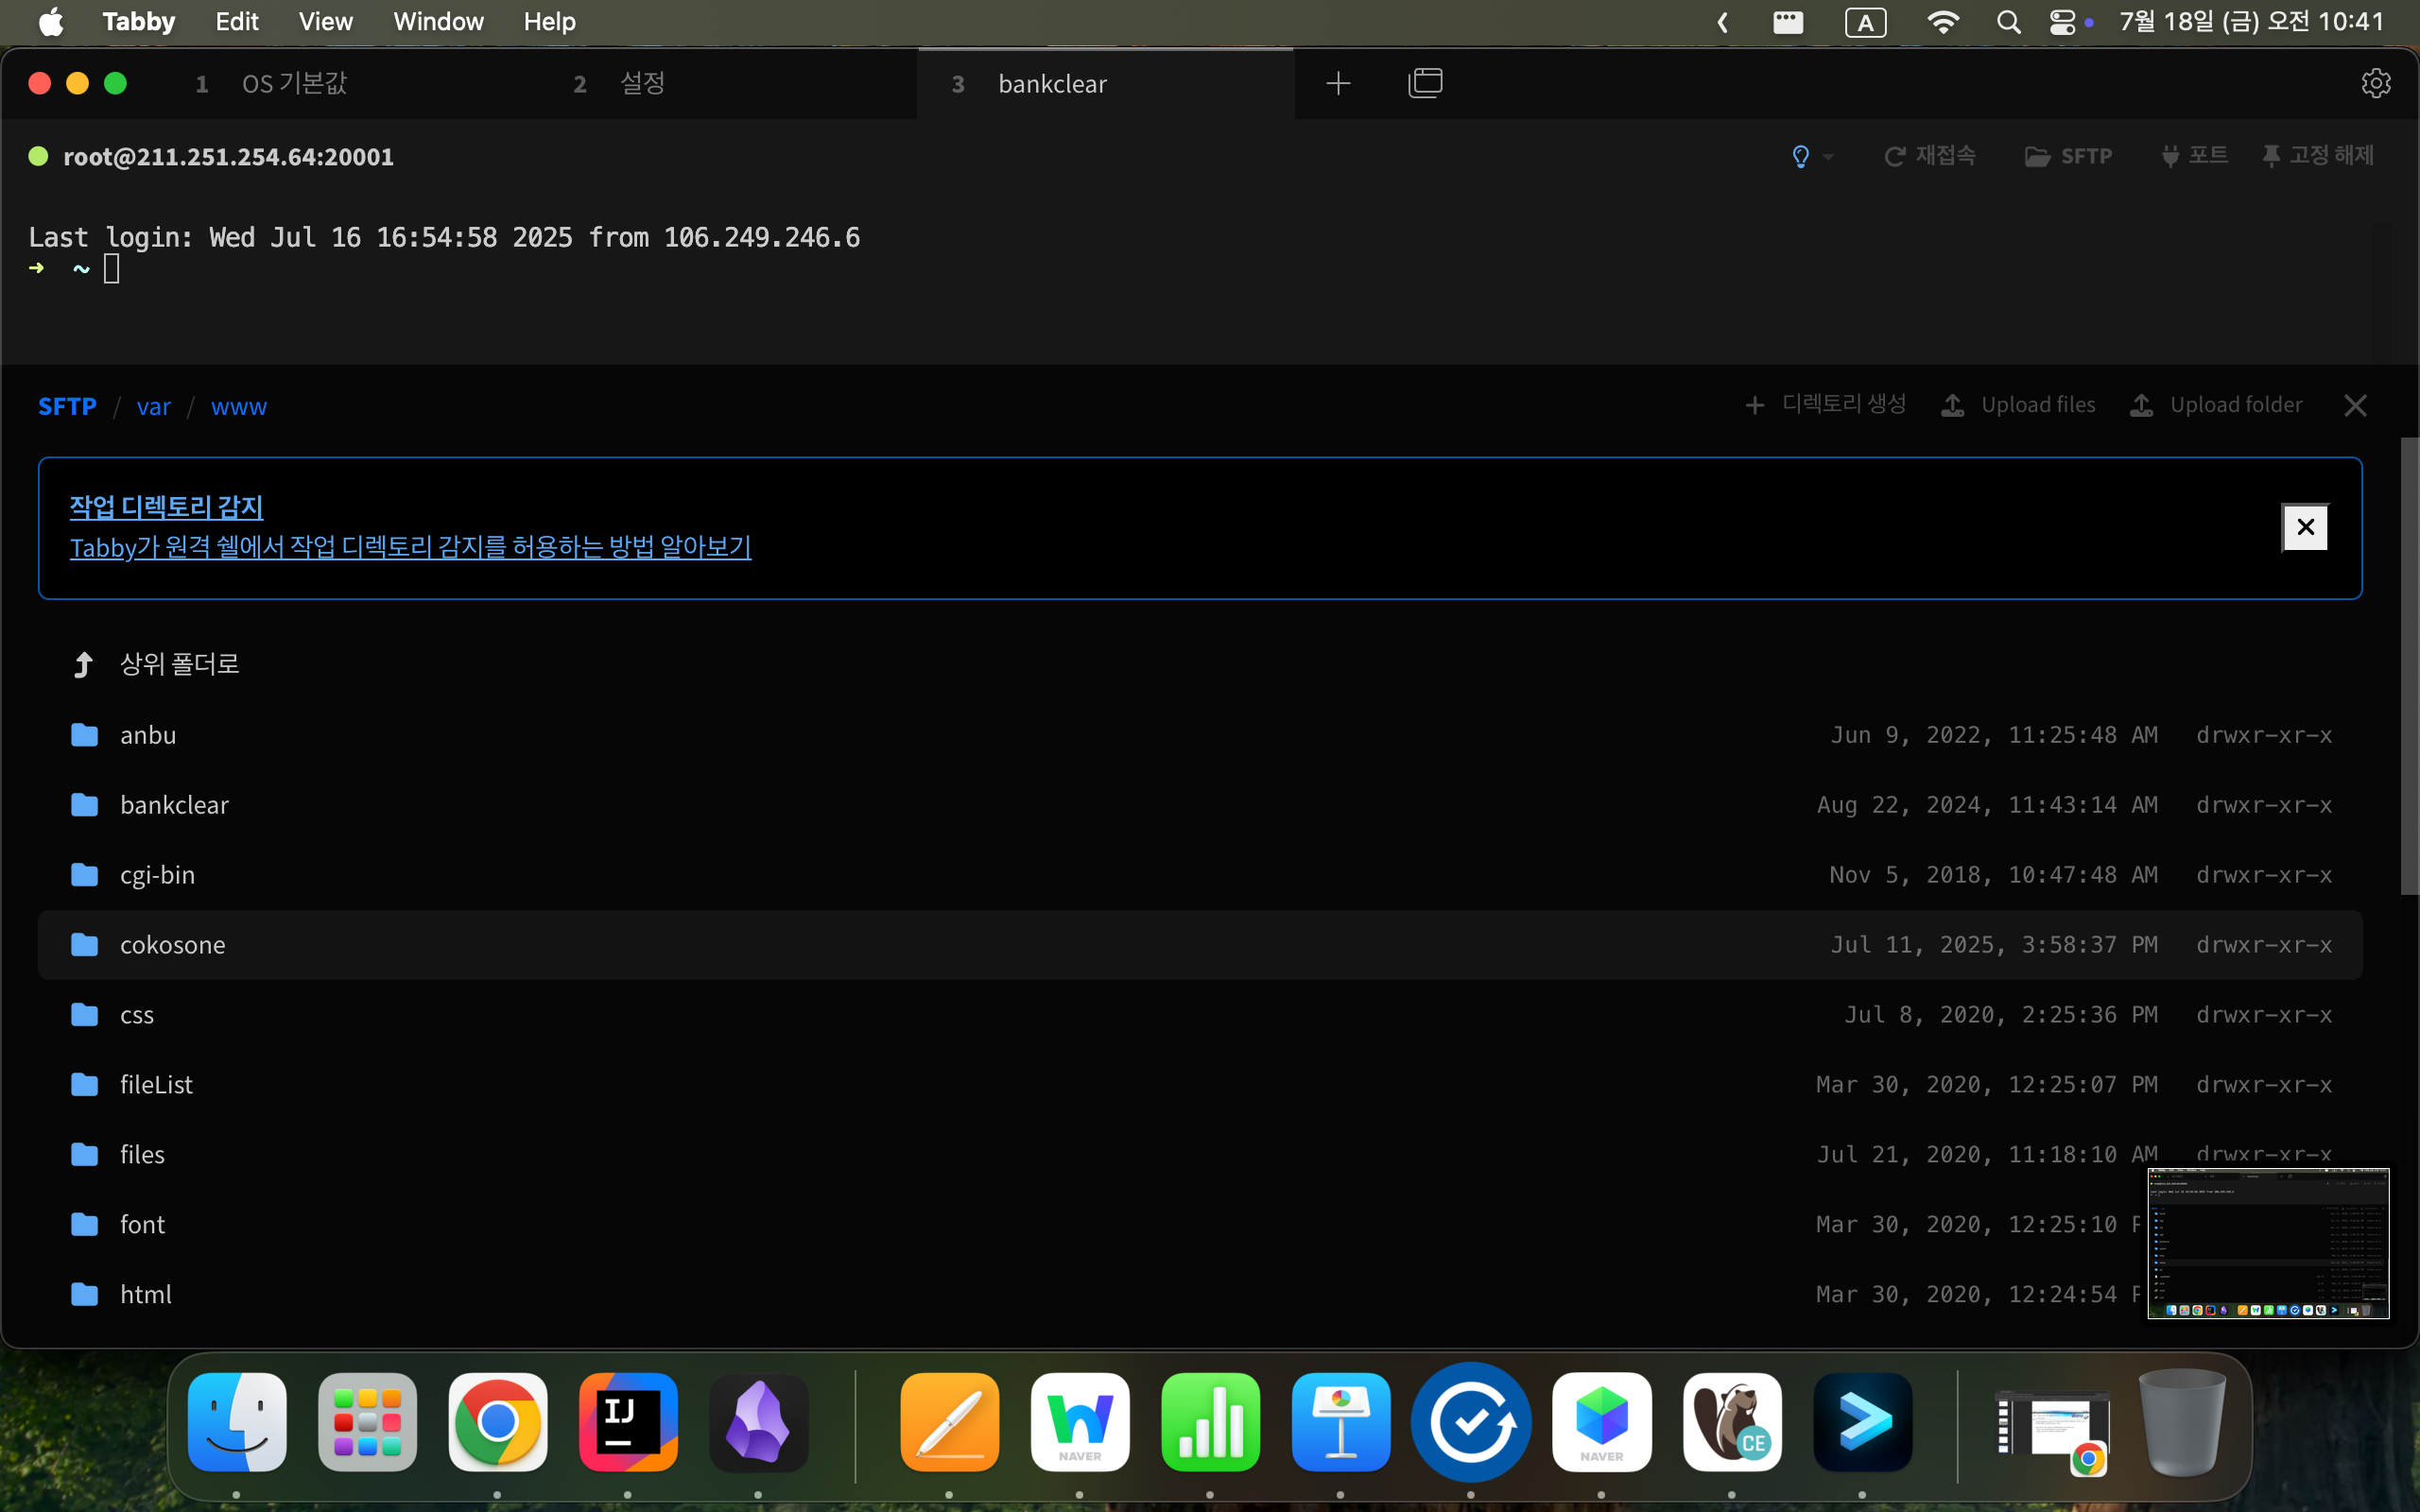 Tabby Edit View Window Help A 7월 18일 (금) 오전 10:41
1 OS 기본값 2 설정 3 bankclear
root@211.251.254.64:20001 재접속 SFTP 포트 고정 해제
Last login: Wed Jul 16 16:54:58 2025 from 106.249.246.6
➜ ~
SFTP / var / www + 디렉토리 생성 Upload files Upload folder
작업 디렉토리 감지
Tabby가 원격 쉘에서 작업 디렉토리 감지를 허용하는 방법 알아보기
상위 폴더로
anbu Jun 9, 2022, 11:25:48 AM drwxr-xr-x
bankclear Aug 22, 2024, 11:43:14 AM drwxr-xr-x
cgi-bin Nov 5, 2018, 10:47:48 AM drwxr-xr-x
cokosone Jul 11, 2025, 3:58:37 PM drwxr-xr-x
css Jul 8, 2020, 2:25:36 PM drwxr-xr-x
fileList Mar 30, 2020, 12:25:07 PM drwxr-xr-x
files Jul 21, 2020, 11:18:10 AM drwxr-xr-x
font Mar 30, 2020, 12:25:10
html Mar 30, 2020, 12:24:54
IJ NAVER NAVER CE